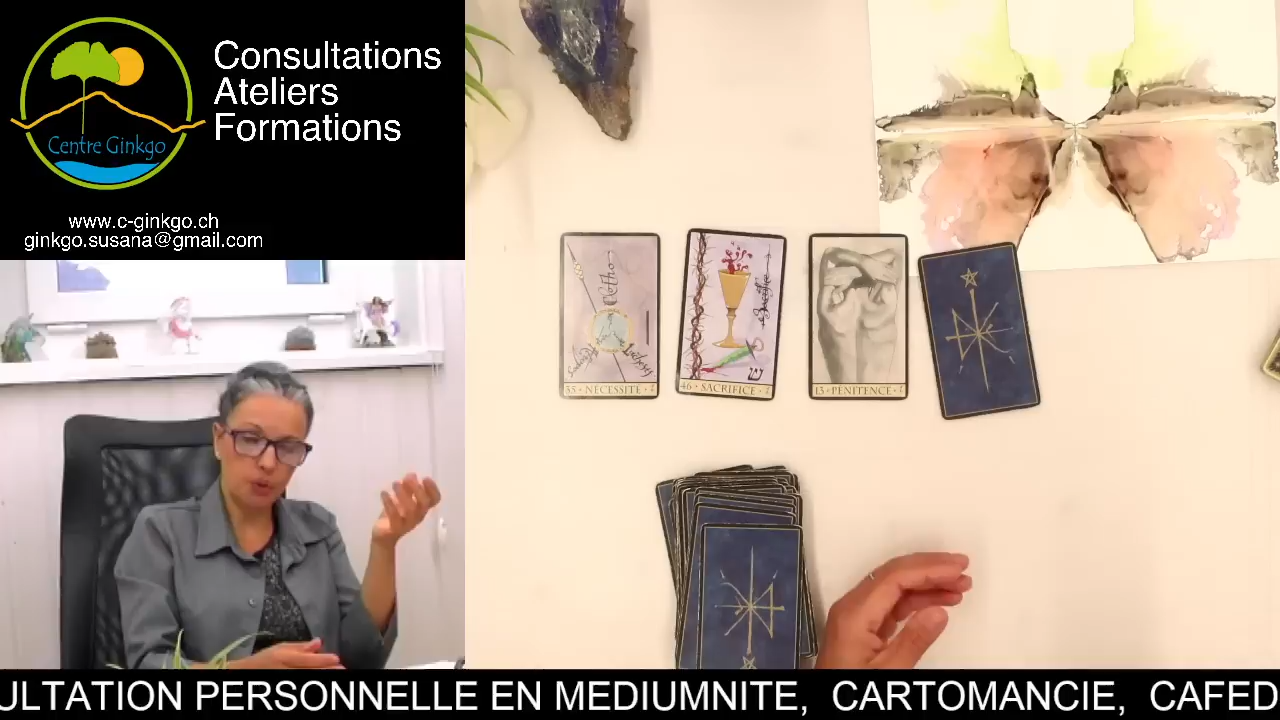 Consultations
Ateliers
Formations
Centre Ginkgo
www.c-ginkgo.ch
ginkgo.susana@gmail.com
55 · NÉCESSITÉ ·
46 · SACRIFICE ·
13 · PÉNITENCE ·
ULTATION PERSONNELLE EN MEDIUMNITE, CARTOMANCIE, CAFED